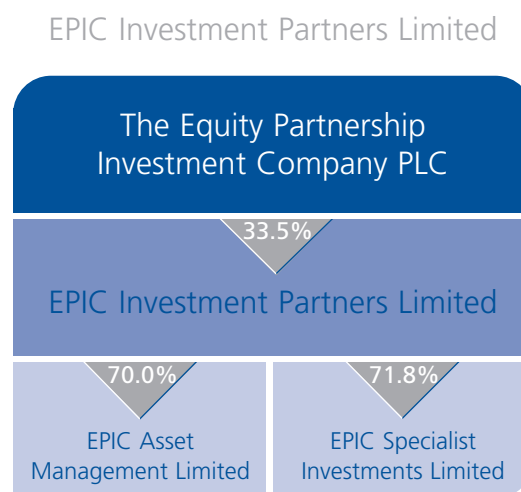 EPIC Investment Partners Limited
The Equity Partnership
Investment Company PLC
33.5%
EPIC Investment Partners Limited
70.0%
71.8%
EPIC Asset
Management Limited
EPIC Specialist
Investments Limited